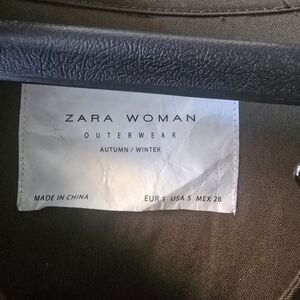 ZARA WOMAN
OUTERWEAR
AUTUMN / WINTER
MADE IN CHINA
EUR S USA S MEX 26